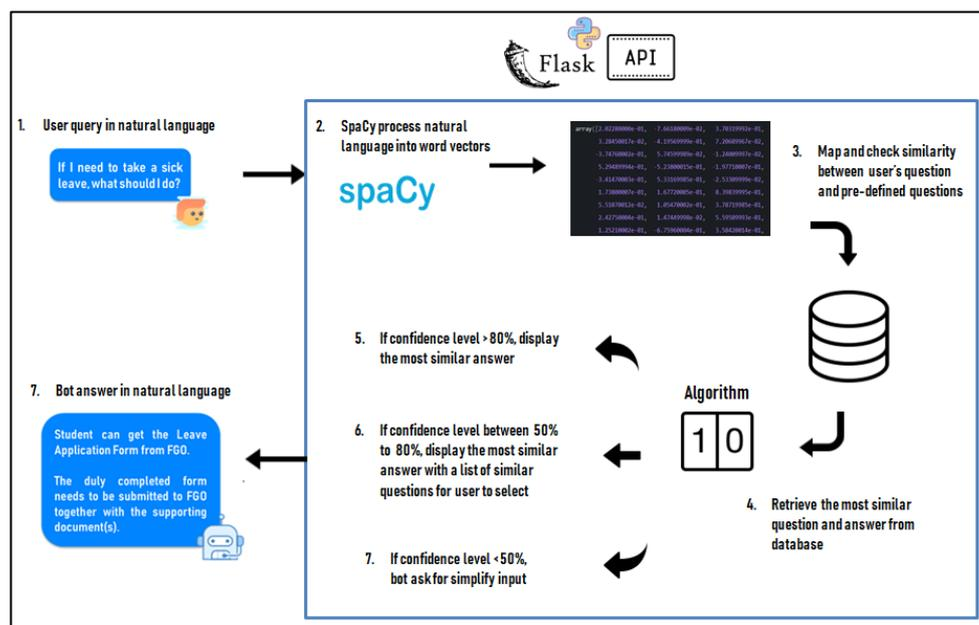 Flask
API
1. User query in natural language
If I need to take a sick
leave, what should I do?
2. SpaCy process natural
language into word vectors
spaCy
3. Map and check similarity
between user's question
and pre-defined questions
4. Retrieve the most similar
question and answer from
database
Algorithm
1 0
5. If confidence level >80%, display
the most similar answer
6. If confidence level between 50%
to 80%, display the most similar
answer with a list of similar
questions for user to select
7. If confidence level <50%,
bot ask for simplify input
7. Bot answer in natural language
Student can get the Leave
Application Form from FGO.
The duly completed form
needs to be submitted to FGO
together with the supporting
document(s).